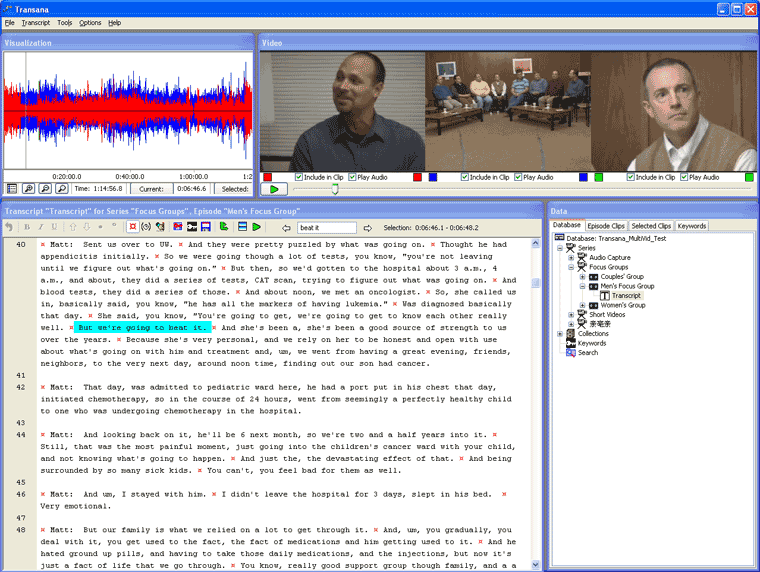 Transana
File Transcript Tools Options Help
Visualization
Video
0:20:00.0 0:40:00.0 1:00:00.0 1:2
Time: 1:14:56.8 Current: 0:06:46.6 Selected:
Include in Clip Play Audio Include in Clip Play Audio Include in Clip Play Audio
Transcript "Transcript" for Series "Focus Groups", Episode "Men's Focus Group"
B I U beat it Selection: 0:06:46.1 - 0:06:48.2
40 ¤ Matt: Sent us over to UW. ¤ And they were pretty puzzled by what was going on. ¤ Thought he had
appendicitis initially. ¤ So we were going though a lot of tests, you know, "you're not leaving
until we figure out what's going on." ¤ But then, so we'd gotten to the hospital about 3 a.m., 4
a.m., and about, they did a series of tests, CAT scan, trying to figure out what was going on. ¤ And
blood tests, they did a series of those. ¤ And about noon, we met an oncologist. ¤ So, she called us
in, basically said, you know, "he has all the markers of having lukemia." ¤ Was diagnosed basically
that day. ¤ She said, you know, "You're going to get, we're going to get to know each other really
well. ¤ But we're going to beat it. ¤ And she's been a, she's been a good source of strength to us
over the years. ¤ Because she's very personal, and we rely on her to be honest and open with use
about what's going on with him and treatment and, um, we went from having a great evening, friends,
neighbors, to the very next day, around noon time, finding out our son had cancer.
41
42 ¤ Matt: That day, was admitted to pediatric ward here, he had a port put in his chest that day,
initiated chemotherapy, so in the course of 24 hours, went from seemingly a perfectly healthy child
to one who was undergoing chemotherapy in the hospital.
43
44 ¤ Matt: And looking back on it, he'll be 6 next month, so we're two and a half years into it. ¤
Still, that was the most painful moment, just going into the children's cancer ward with your child,
and not knowing what's going to happen. ¤ And just the, the devastating effect of that. ¤ And being
surrounded by so many sick kids. ¤ You can't, you feel bad for them as well.
45
46 ¤ Matt: And um, I stayed with him. ¤ I didn't leave the hospital for 3 days, slept in his bed. ¤
Very emotional.
47
48 ¤ Matt: But our family is what we relied on a lot to get through it. ¤ And, um, you gradually, you
deal with it, you get used to the fact, the fact of medications and him getting used to it. ¤ And he
hated ground up pills, and having to take those daily medications, and the injections, but now it's
just a fact of life that we go through. ¤ You know, really good support group though family, and a a
Data
Database Episode Clips Selected Clips Keywords
Database: Transana_MultiVid_Test
Series
Audio Capture
Focus Groups
Couples' Group
Men's Focus Group
Transcript
Women's Group
Short Videos
亲亳亲
Collections
Keywords
Search